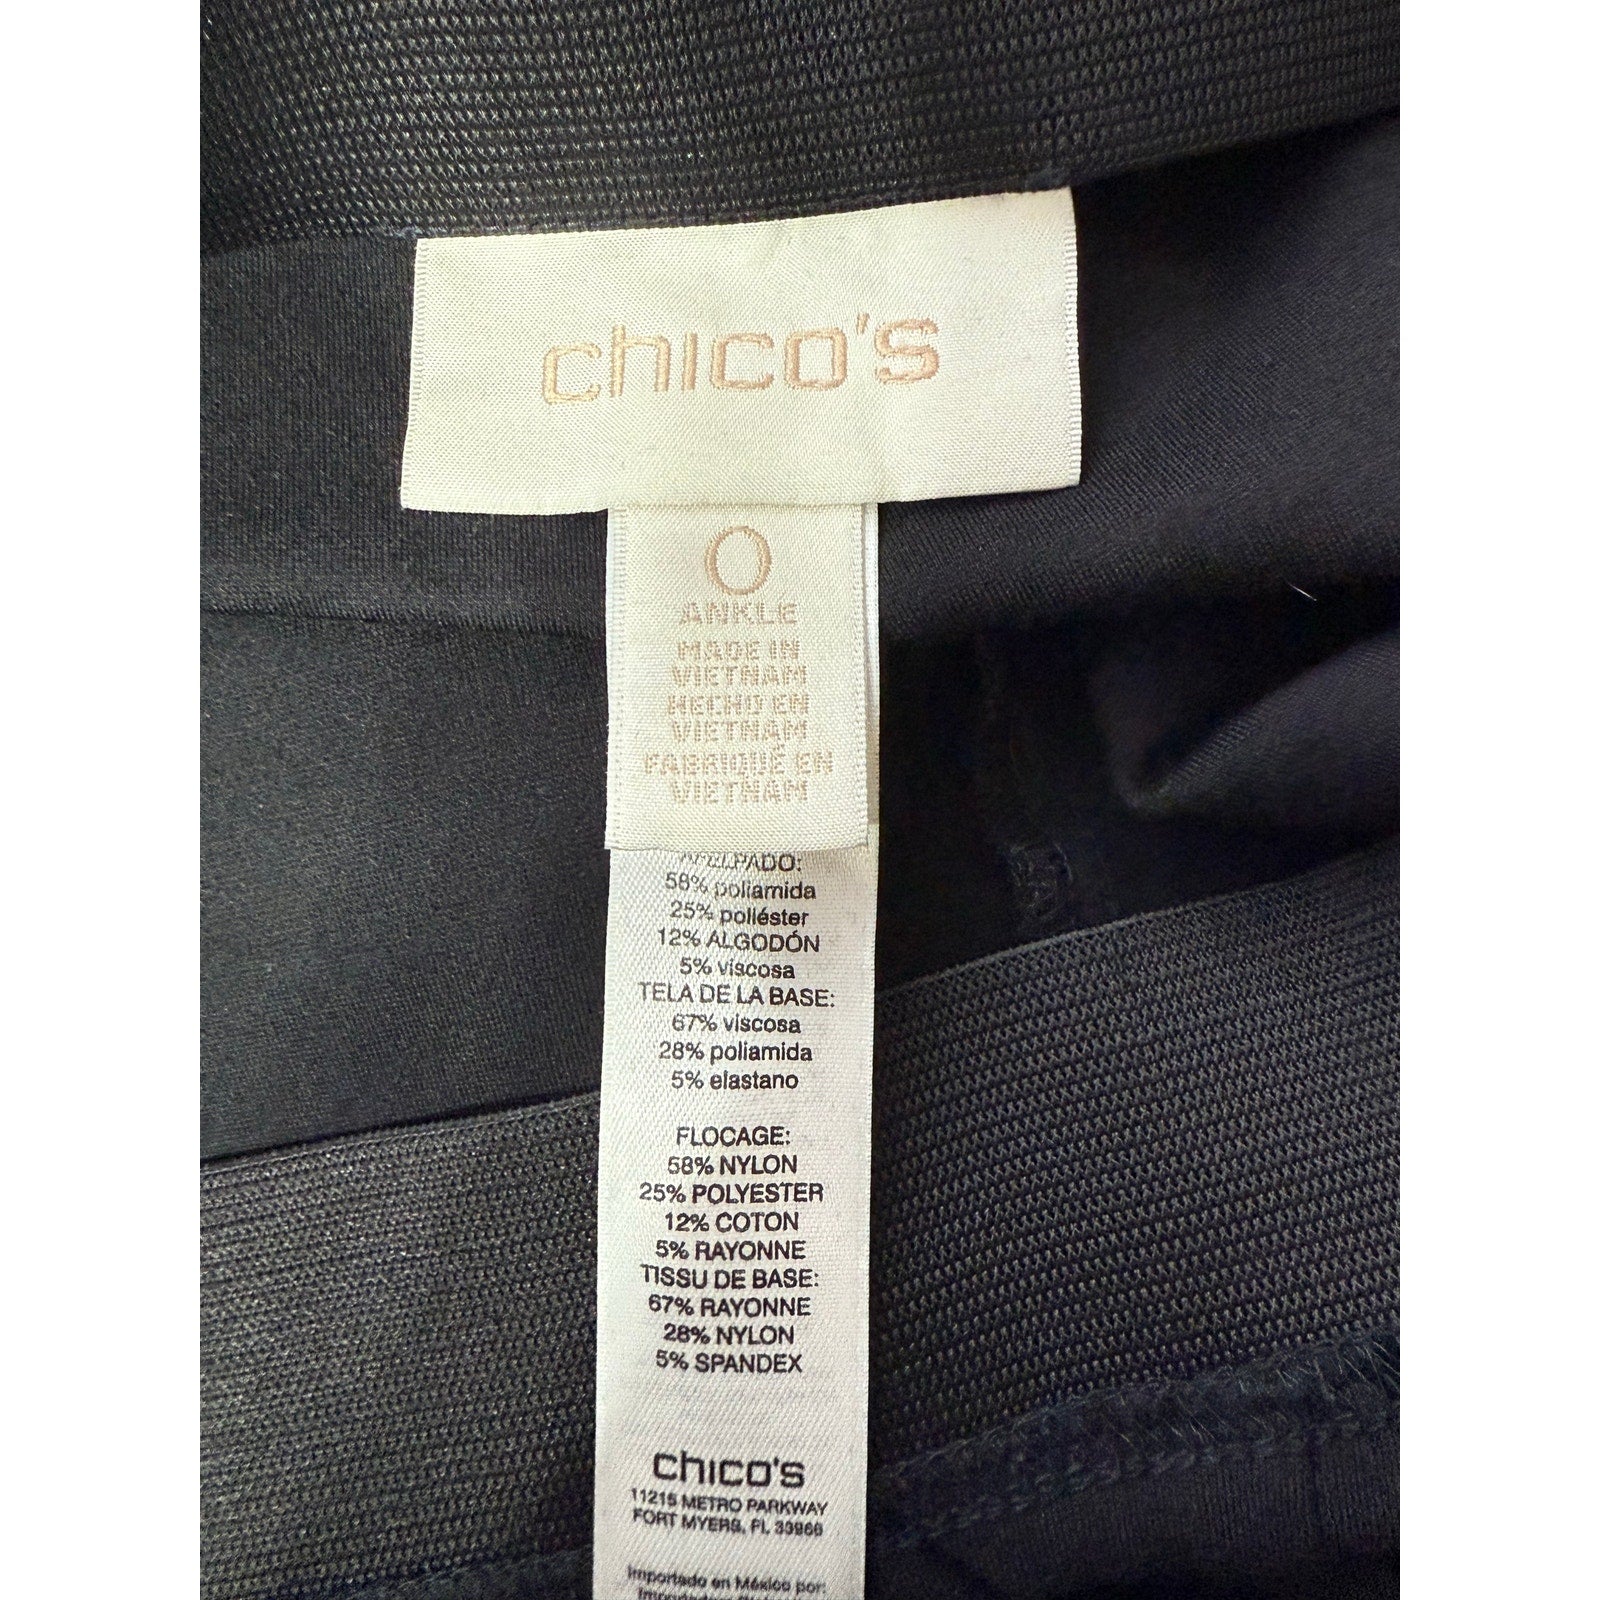 chico's
0
ANKLE
MADE IN
VIETNAM
HECHO EN
VIETNAM
FABRIQUÉ EN
VIETNAM
58% poliamida
25% poliéster
12% ALGODÓN
5% viscosa
TELA DE LA BASE:
67% viscosa
28% poliamida
5% elastano
FLOCAGE:
58% NYLON
25% POLYESTER
12% COTON
5% RAYONNE
TISSU DE BASE:
67% RAYONNE
28% NYLON
5% SPANDEX
chico's
11215 METRO PARKWAY
FORT MYERS, FL 33966
Importado en México por: